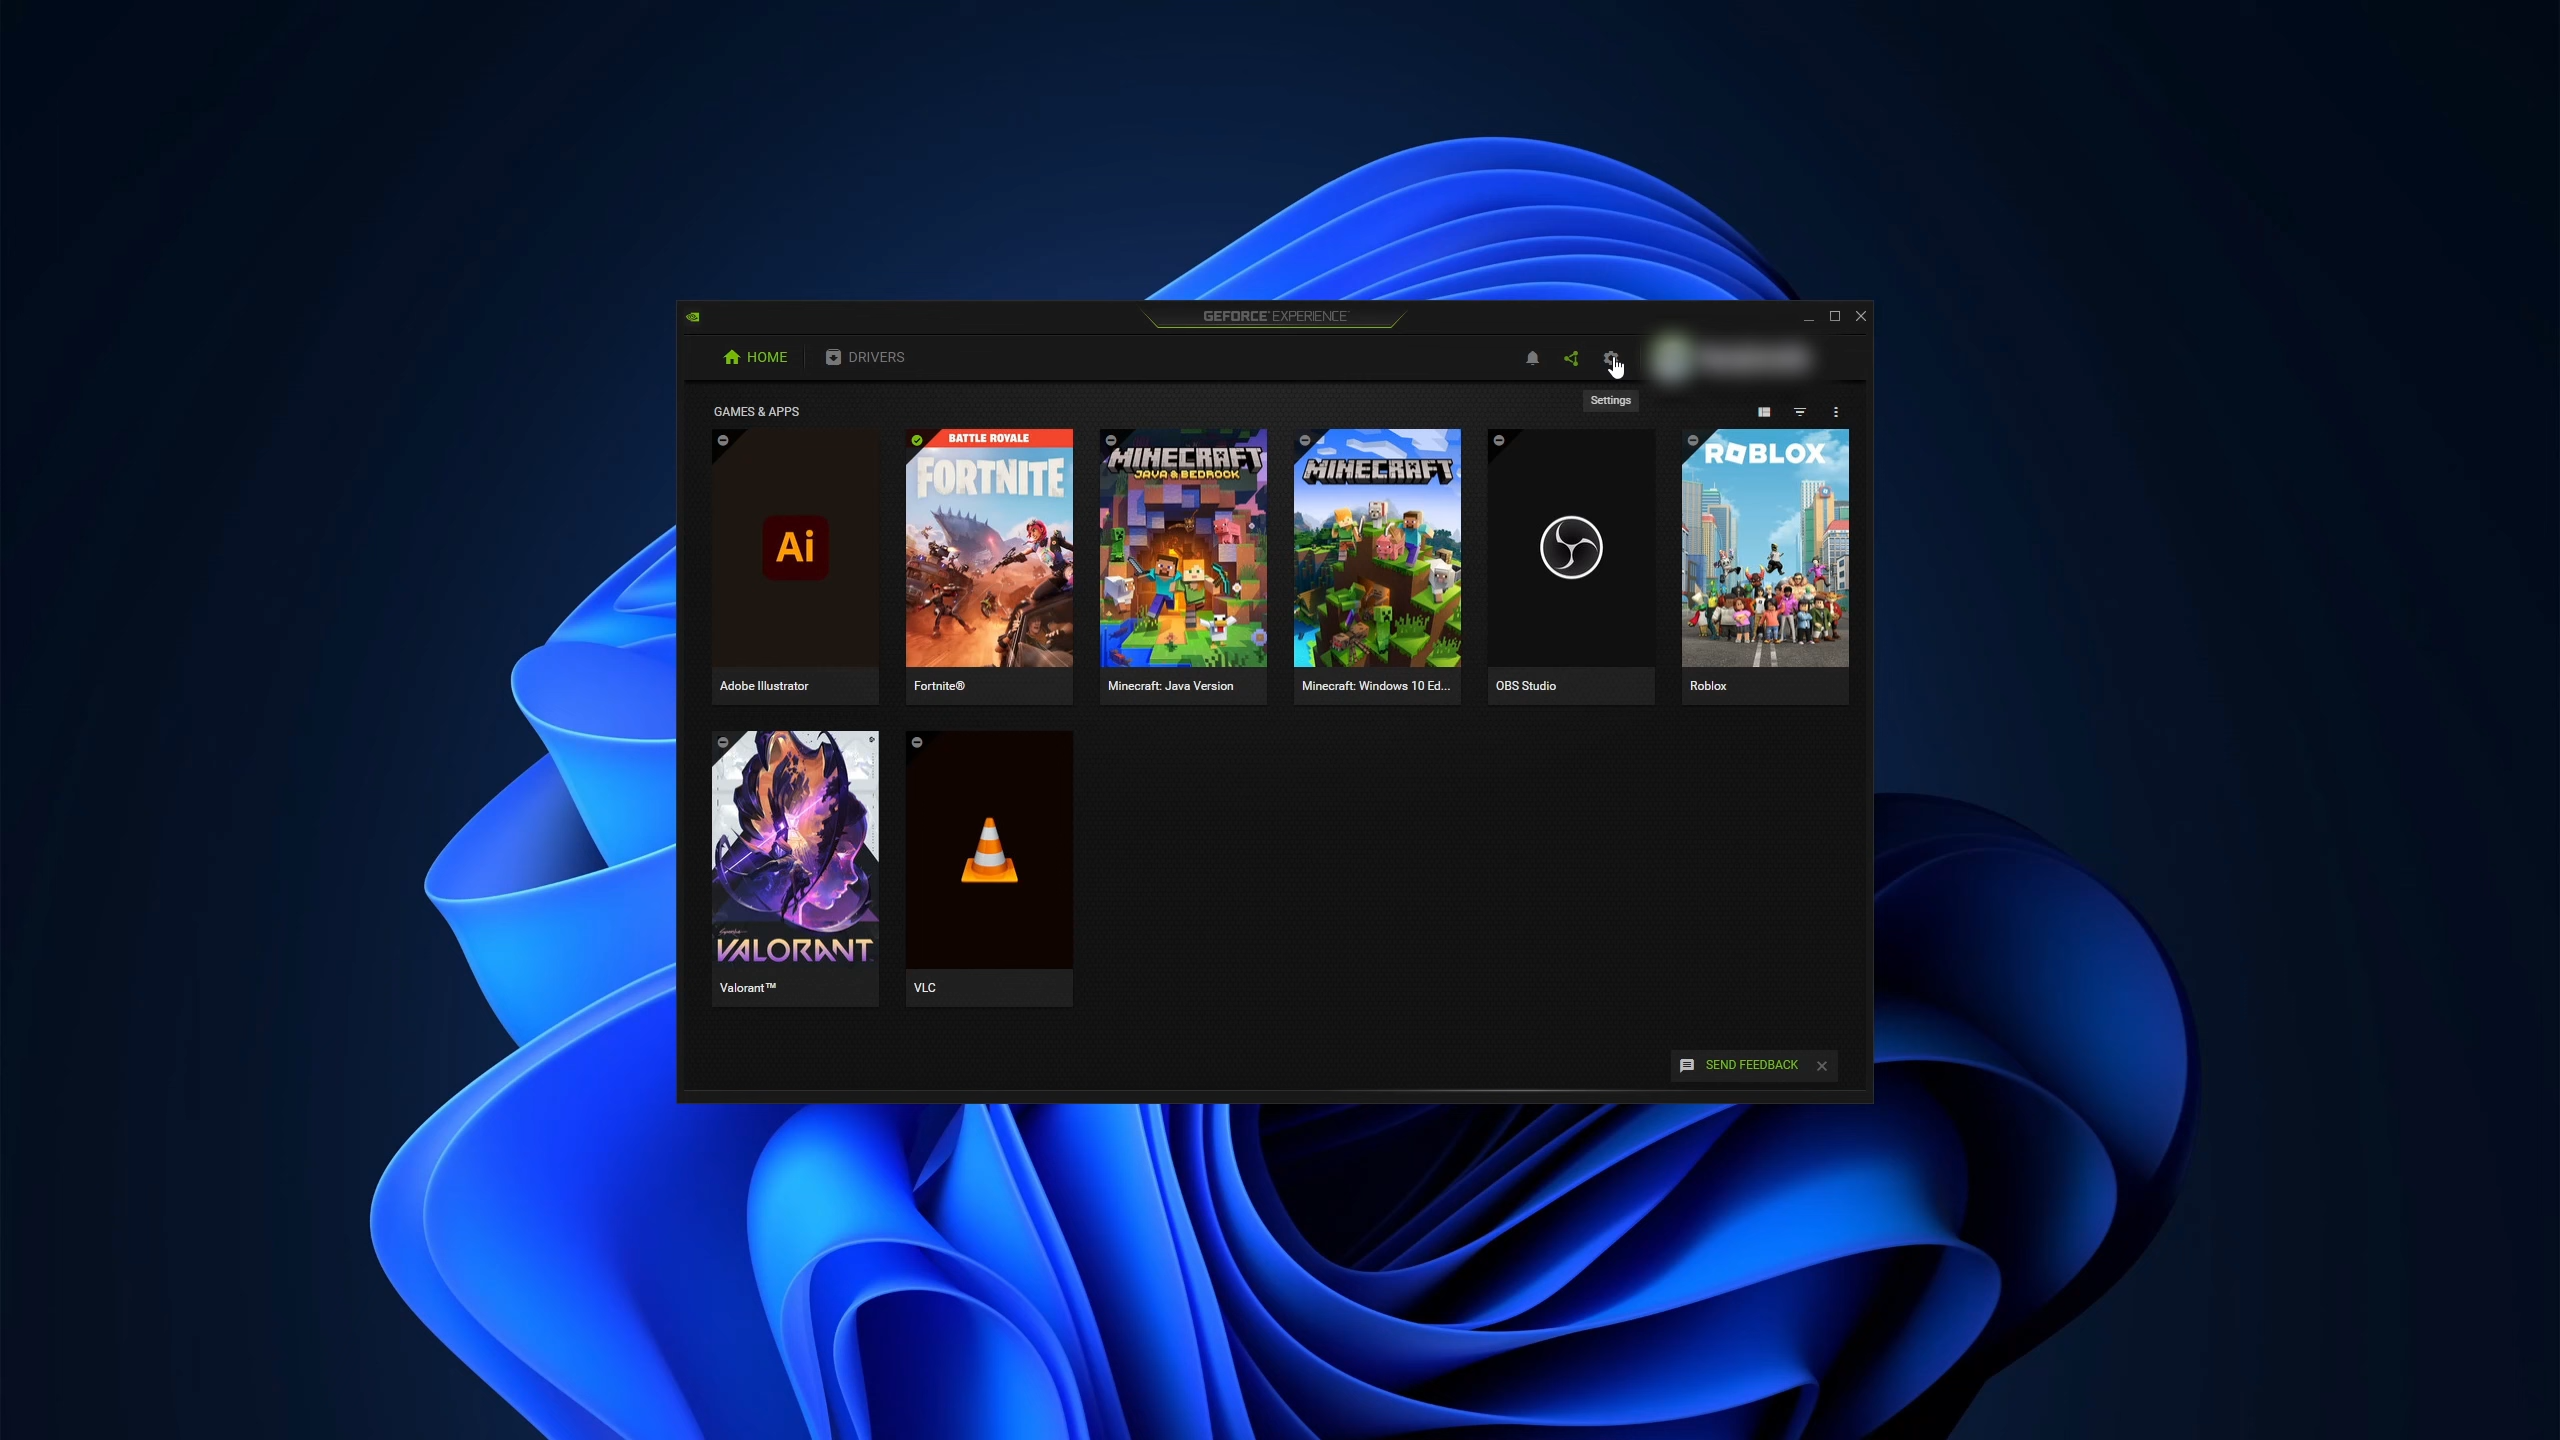 GEFORCE EXPERIENCE
HOME
DRIVERS
Settings
GAMES & APPS
Ai
BATTLE ROYALE
FORTNITE
MINECRAFT
JAVA & BEDROCK
MINECRAFT
ROBLOX
Adobe Illustrator
Fortnite®
Minecraft: Java Version
Minecraft: Windows 10 Ed...
OBS Studio
Roblox
VALORANT
Valorant™
VLC
SEND FEEDBACK